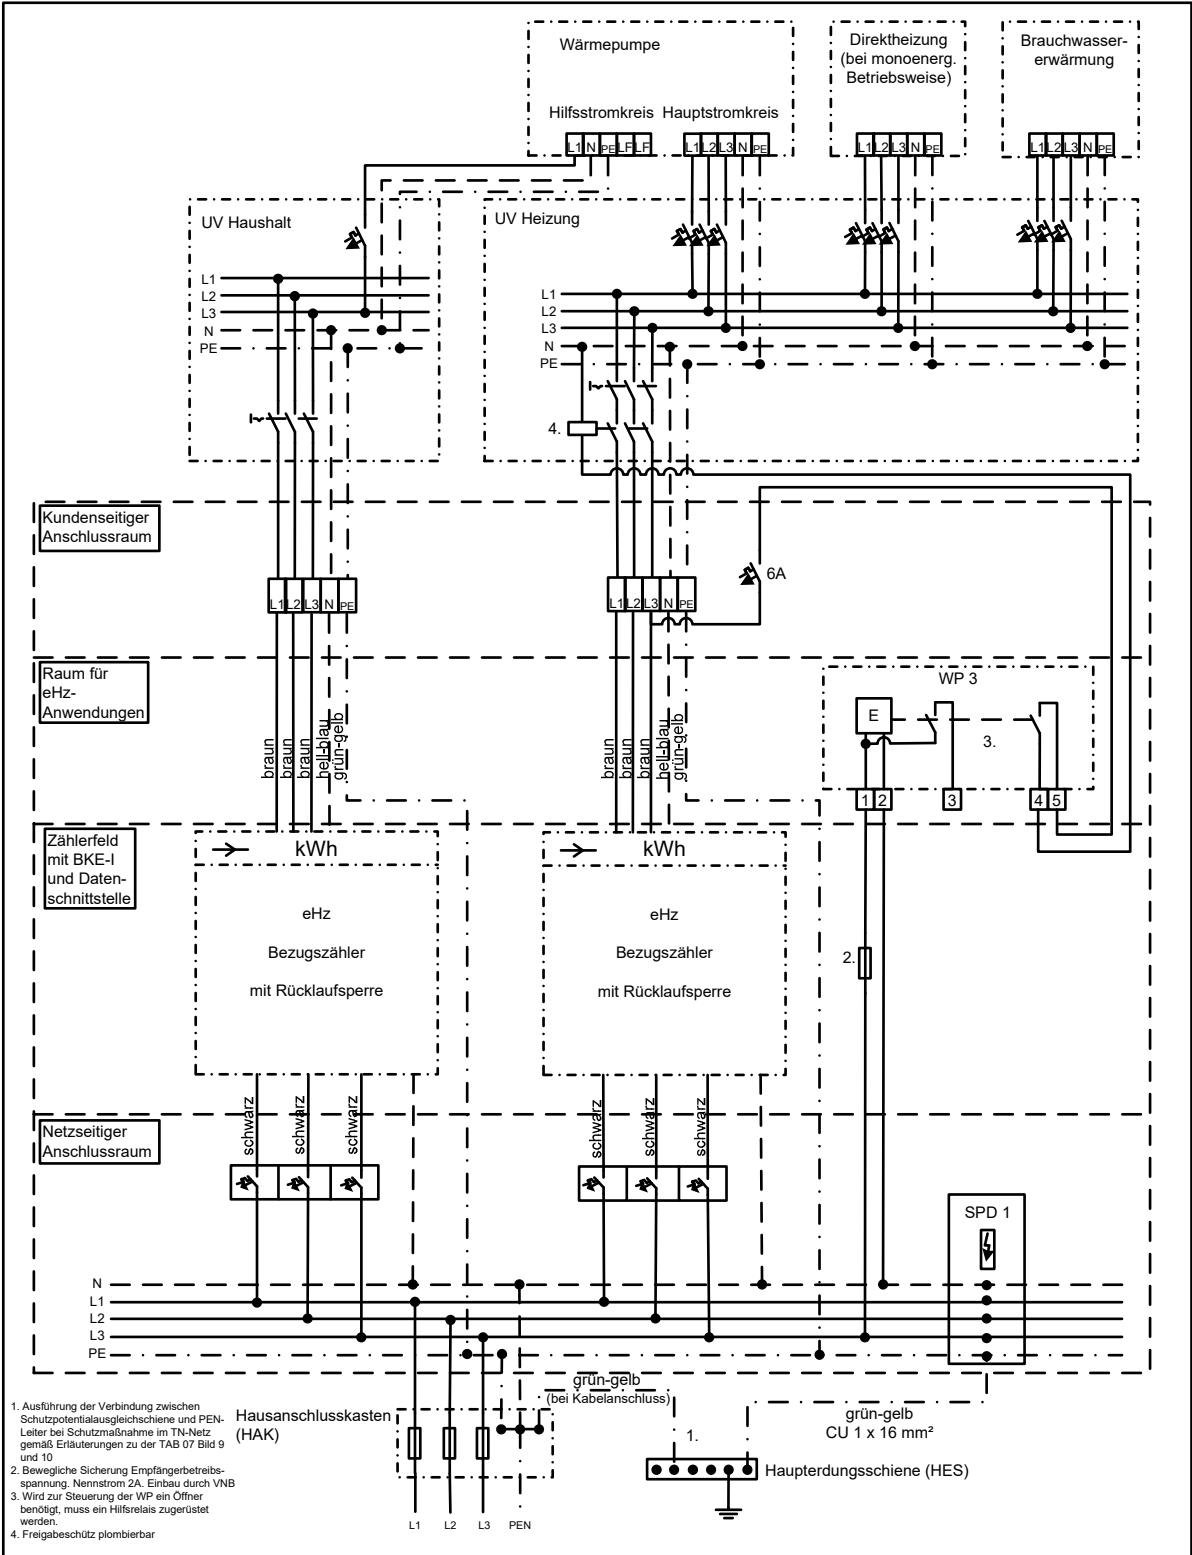 Wärmepumpe
Direktheizung
(bei monoenerg.
Betriebsweise)
Brauchwasser-
erwärmung
Hilfsstromkreis Hauptstromkreis
L1 N PE LF LF
L1 L2 L3 N PE
L1 L2 L3 N PE
L1 L2 L3 N PE
UV Haushalt
L1
L2
L3
N
PE
UV Heizung
L1
L2
L3
N
PE
4.
Kundenseitiger
Anschlussraum
6A
L1 L2 L3 N PE
L1 L2 L3 N PE
Raum für
eHz-
Anwendungen
braun
braun
braun
hell-blau
grün-gelb
braun
braun
braun
hell-blau
grün-gelb
WP 3
E
3.
1 2 3 4 5
Zählerfeld
mit BKE-I
und Daten-
schnittstelle
kWh
eHz
Bezugszähler
mit Rücklaufsperre
kWh
eHz
Bezugszähler
mit Rücklaufsperre
2.
Netzseitiger
Anschlussraum
schwarz
schwarz
schwarz
schwarz
schwarz
schwarz
SPD 1
N
L1
L2
L3
PE
grün-gelb
(bei Kabelanschluss)
Hausanschlusskasten
(HAK)
L1 L2 L3 PEN
1.
grün-gelb
CU 1 x 16 mm²
Haupterdungsschiene (HES)
1. Ausführung der Verbindung zwischen
Schutzpotentialausgleichschiene und PEN-
Leiter bei Schutzmaßnahme im TN-Netz
gemäß Erläuterungen zu der TAB 07 Bild 9
und 10
2. Bewegliche Sicherung Empfängerbetreibs-
spannung. Nennstrom 2A. Einbau durch VNB
3. Wird zur Steuerung der WP ein Öffner
benötigt, muss ein Hilfsrelais zugerüstet
werden.
4. Freigabeschütz plombierbar